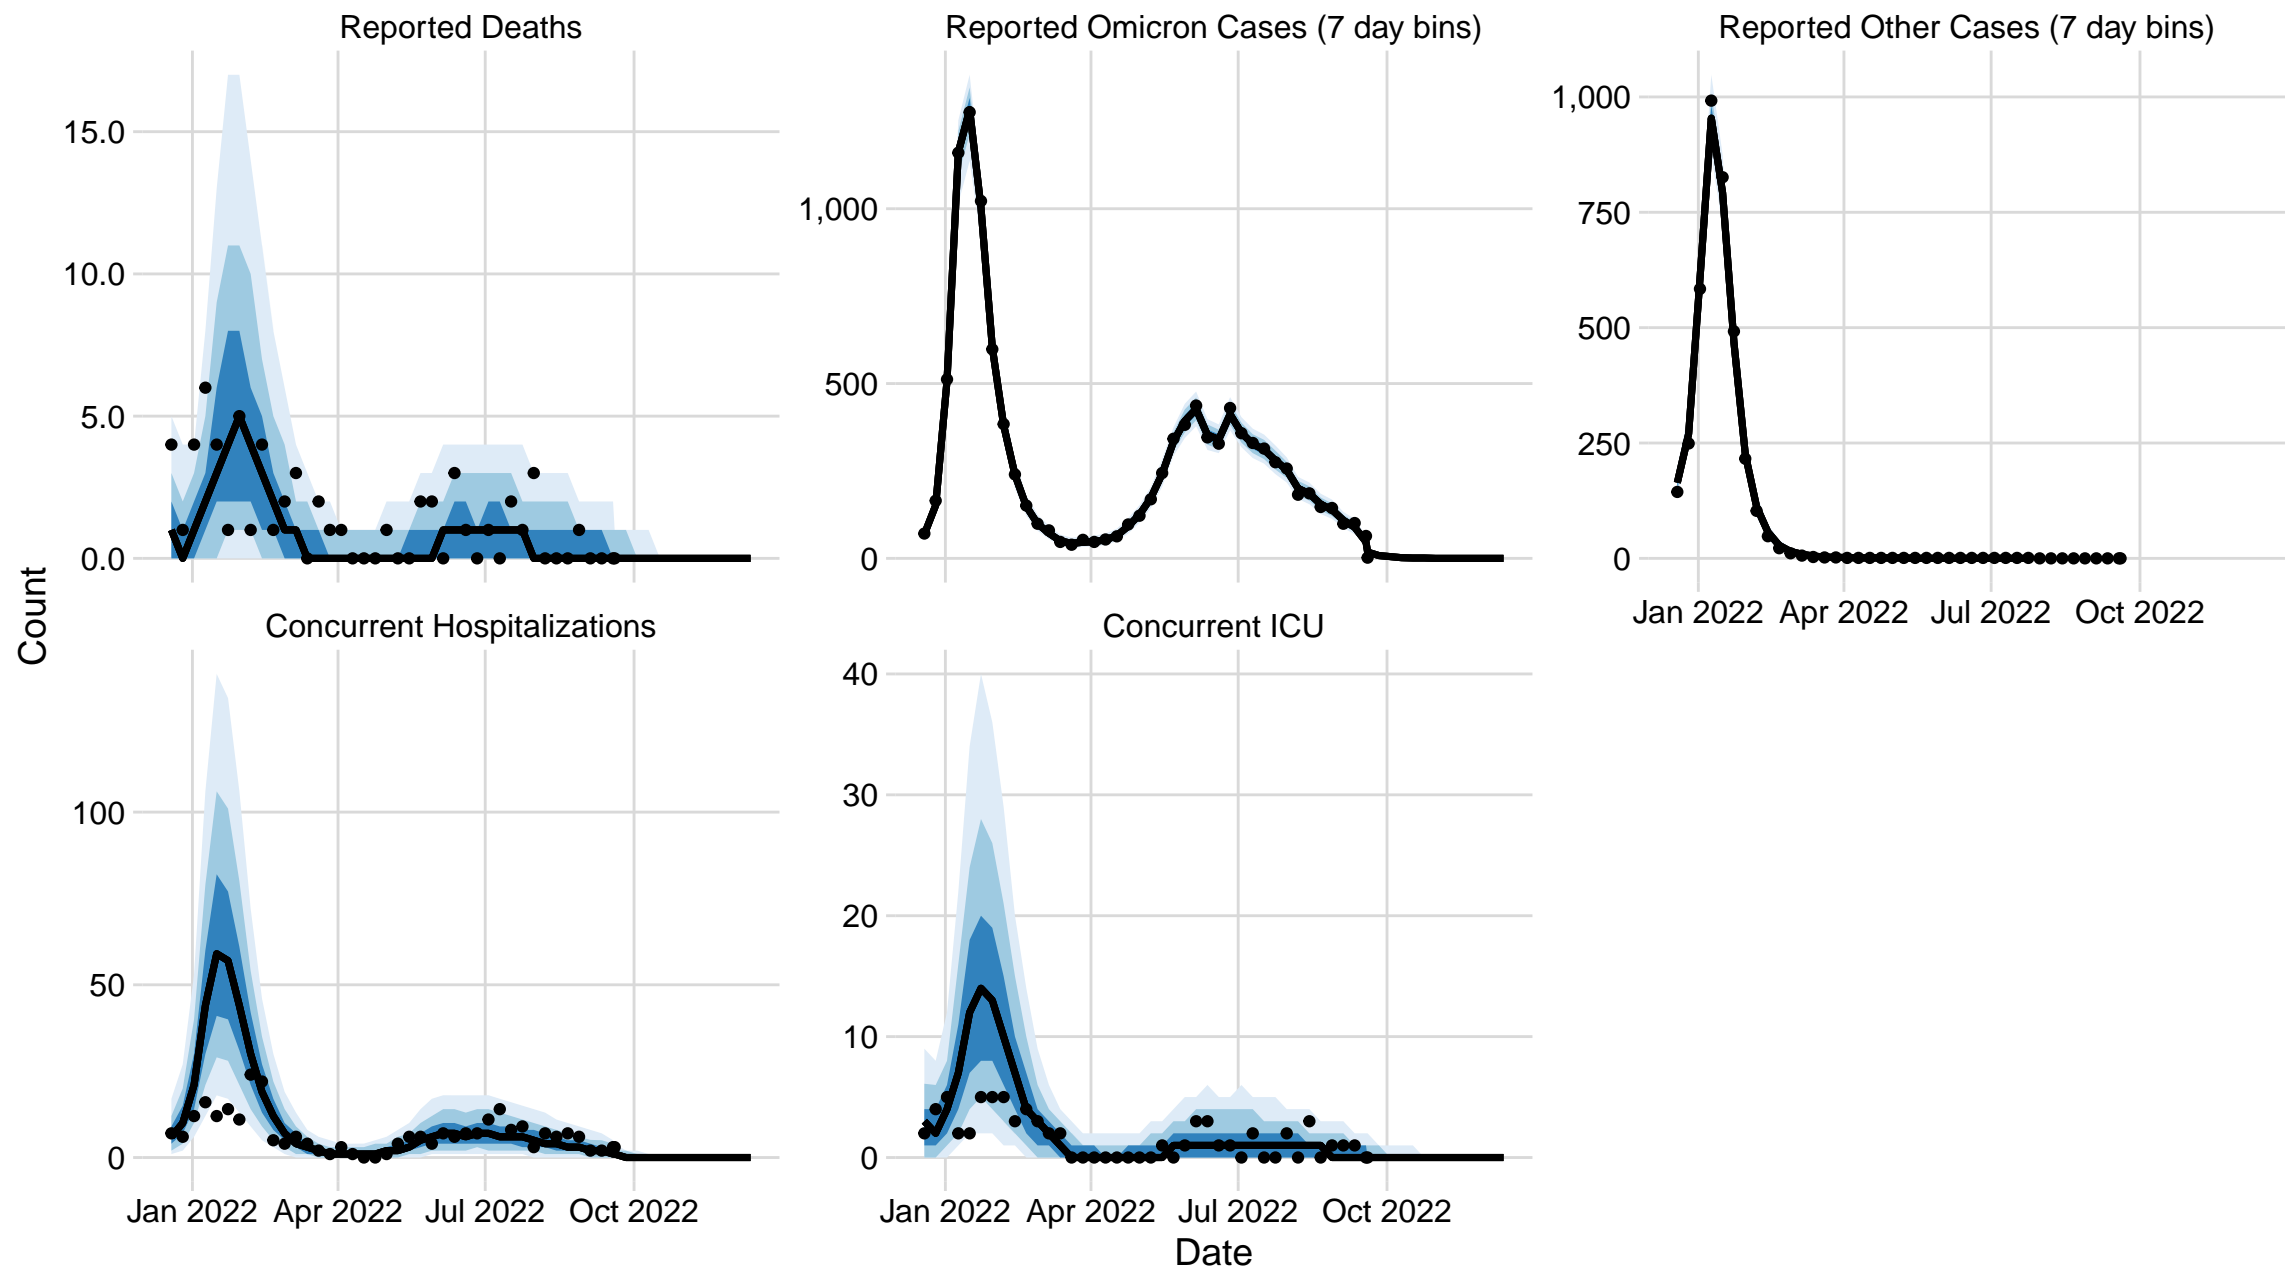 Reported Deaths
Reported Omicron Cases (7 day bins)
Reported Other Cases (7 day bins)
15.0
10.0
5.0
0.0
1,000
500
0
1,000
750
500
250
0
Jan 2022 Apr 2022 Jul 2022 Oct 2022
Count
Concurrent Hospitalizations
Concurrent ICU
100
50
0
40
30
20
10
0
Jan 2022 Apr 2022 Jul 2022 Oct 2022
Jan 2022 Apr 2022 Jul 2022 Oct 2022
Date